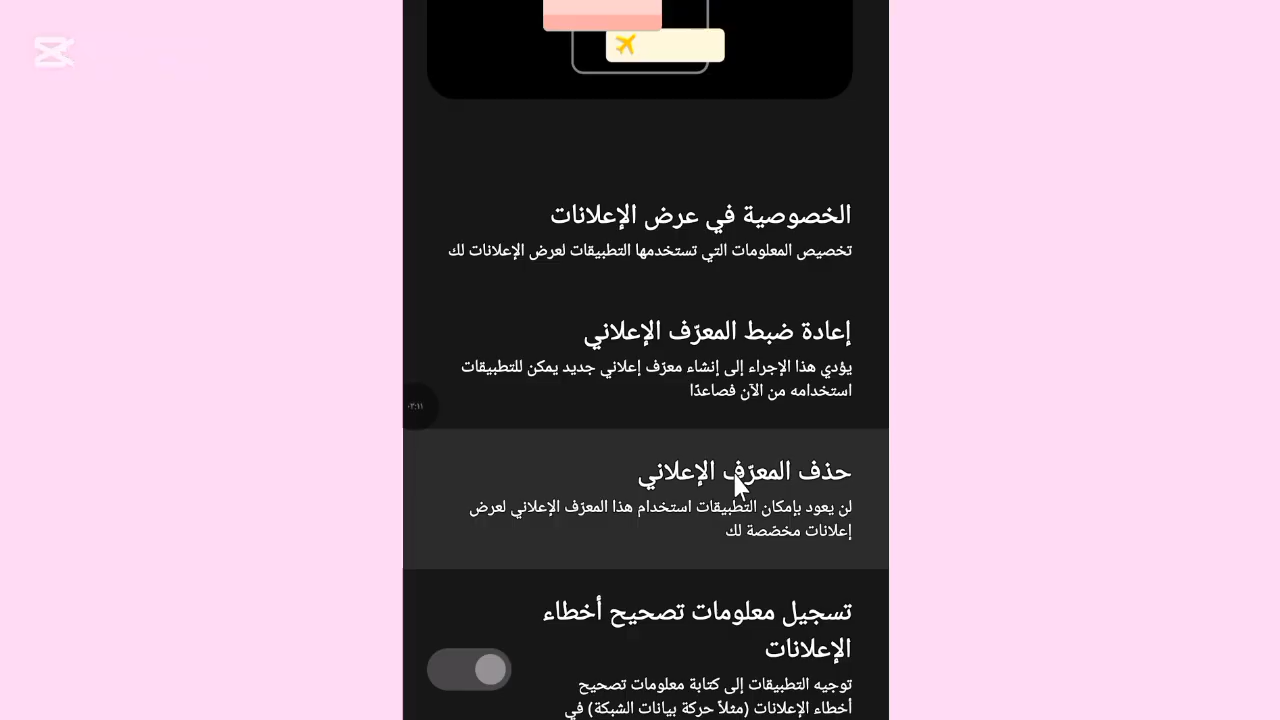 الخصوصية في عرض الإعلانات
تخصيص المعلومات التي تستخدمها التطبيقات لعرض الإعلانات لك
إعادة ضبط المعرّف الإعلاني
يؤدي هذا الإجراء إلى إنشاء معرّف إعلاني جديد يمكن للتطبيقات
استخدامه من الآن فصاعدًا
٠٣:١١
حذف المعرّف الإعلاني
لن يعود بإمكان التطبيقات استخدام هذا المعرّف الإعلاني لعرض
إعلانات مخصّصة لك
تسجيل معلومات تصحيح أخطاء
الإعلانات
توجيه التطبيقات إلى كتابة معلومات تصحيح
أخطاء الإعلانات (مثلاً حركة بيانات الشبكة) في